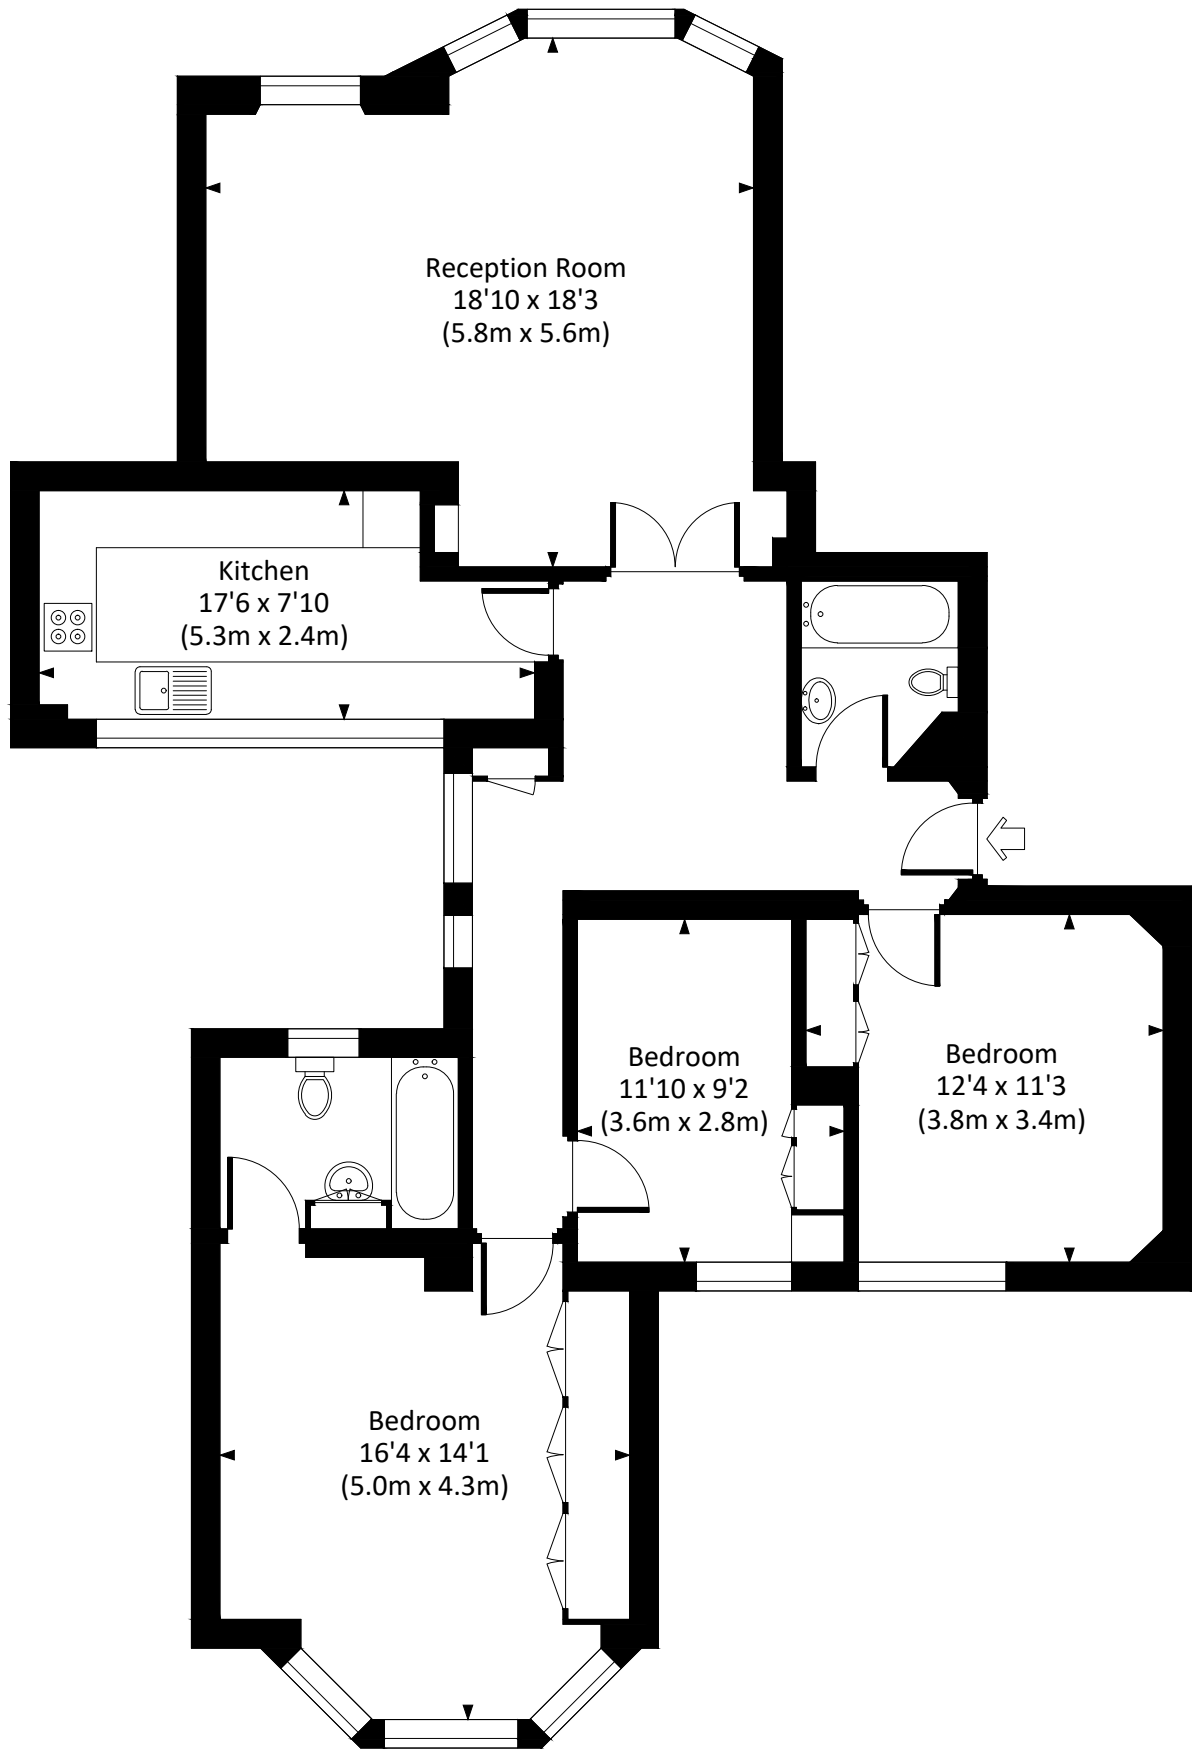 Reception Room
18'10 x 18'3
(5.8m x 5.6m)
Kitchen
17'6 x 7'10
(5.3m x 2.4m)
Bedroom
11'10 x 9'2
(3.6m x 2.8m)
Bedroom
12'4 x 11'3
(3.8m x 3.4m)
Bedroom
16'4 x 14'1
(5.0m x 4.3m)